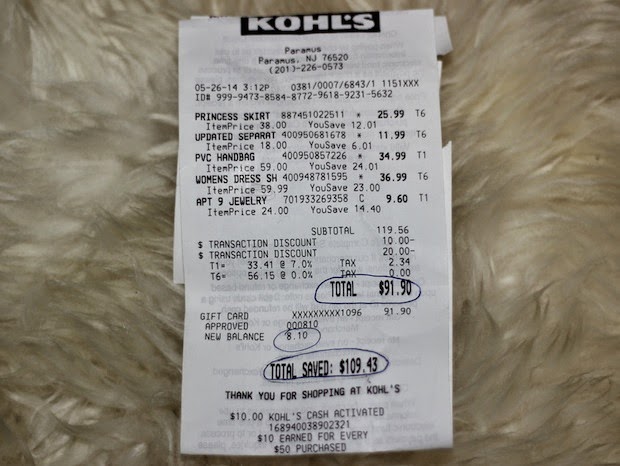 KOHL'S
Paramus
Paramus, NJ 76520
(201)-226-0573
05-26-14 3:12P 0381/0007/6843/1 1151XXX
ID# 999-9473-8584-8772-9618-9231-5632
PRINCESS SKIRT 887451022511 * 25.99 T6
ItemPrice 38.00 YouSave 12.01
UPDATED SEPARAT 400950681678 * 11.99 T6
ItemPrice 18.00 YouSave 6.01
PVC HANDBAG 400950857226 * 34.99 T1
ItemPrice 59.00 YouSave 24.01
WOMENS DRESS SH 400948781595 * 36.99 T6
ItemPrice 59.99 YouSave 23.00
APT 9 JEWELRY 701933269358 C 9.60 T1
ItemPrice 24.00 YouSave 14.40
SUBTOTAL 119.56
$ TRANSACTION DISCOUNT 10.00-
$ TRANSACTION DISCOUNT 20.00-
T1= 33.41 @ 7.0% TAX 2.34
T6= 56.15 @ 0.0% TAX 0.00
TOTAL $91.90
GIFT CARD XXXXXXXXX1096 91.90
APPROVED 000810
NEW BALANCE 8.10
TOTAL SAVED: $109.43
THANK YOU FOR SHOPPING AT KOHL'S
$10.00 KOHL'S CASH ACTIVATED
168940038902321
$10 EARNED FOR EVERY
$50 PURCHASED